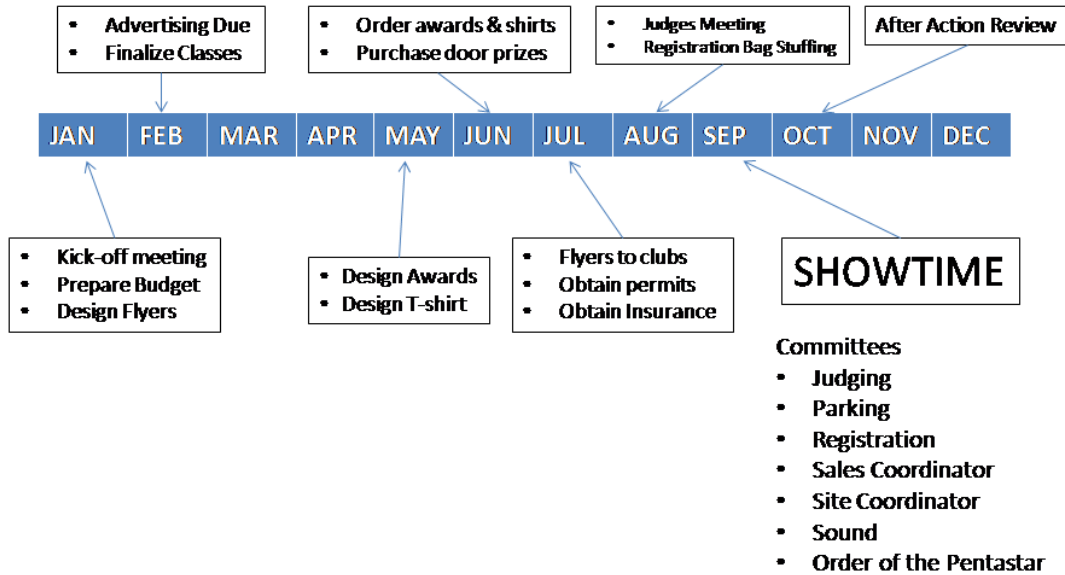 • Advertising Due
• Finalize Classes
• Order awards & shirts
• Purchase door prizes
• Judges Meeting
• Registration Bag Stuffing
After Action Review
JAN FEB MAR APR MAY JUN JUL AUG SEP OCT NOV DEC
• Kick-off meeting
• Prepare Budget
• Design Flyers
• Design Awards
• Design T-shirt
• Flyers to clubs
• Obtain permits
• Obtain Insurance
SHOWTIME
Committees
• Judging
• Parking
• Registration
• Sales Coordinator
• Site Coordinator
• Sound
• Order of the Pentastar